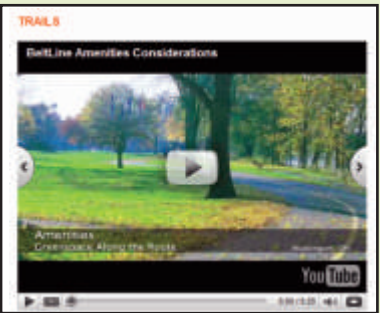 TRAILS
BeltLine Amenities Considerations
Amenities
Greenspace Along the Route
YouTube